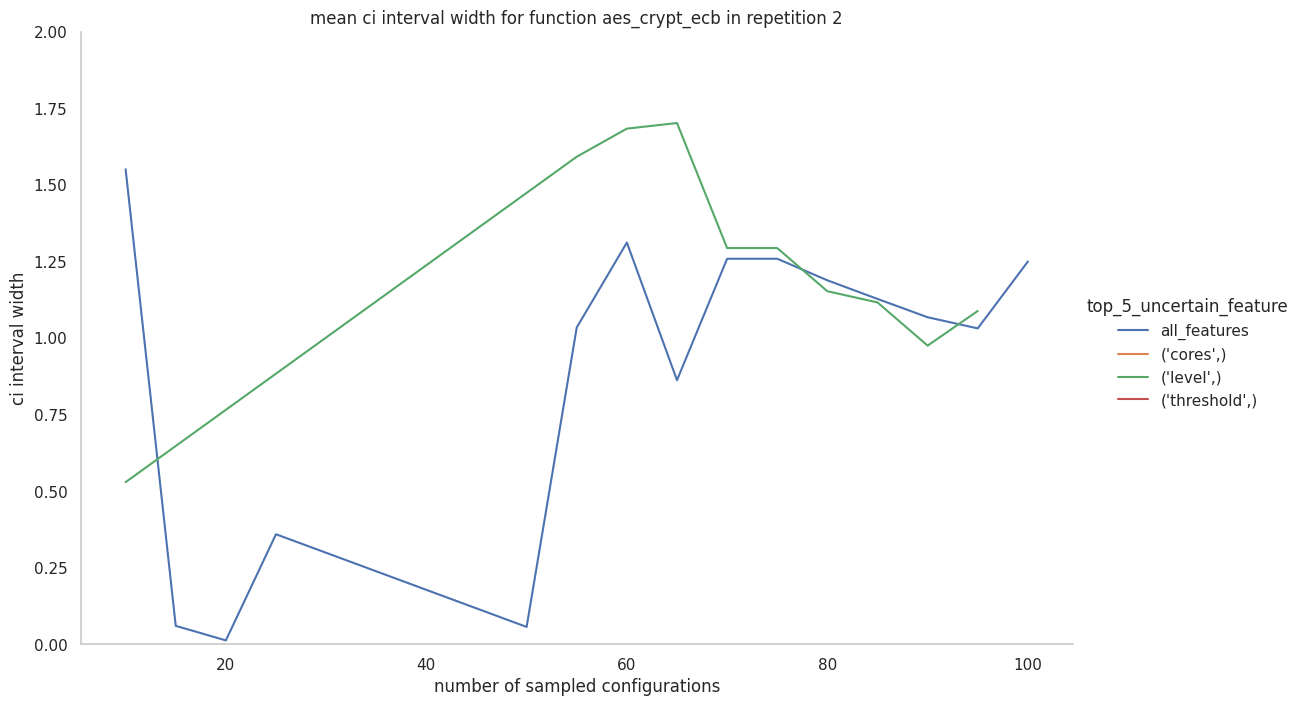 mean ci interval width for function aes_crypt_ecb in repetition 2
2.00
1.75
1.50
1.25
1.00
0.75
0.50
0.25
0.00
ci interval width
20
40
60
80
100
number of sampled configurations
top_5_uncertain_feature
all_features
('cores',)
('level',)
('threshold',)